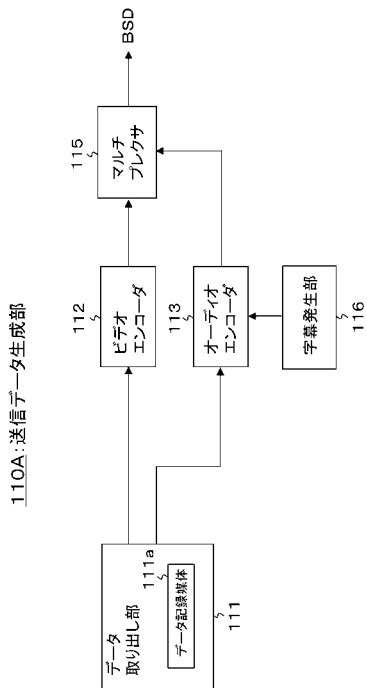 110A:送信データ生成部
データ
取り出し部
111a
データ記録媒体
111
112
ビデオ
エンコーダ
113
オーディオ
エンコーダ
字幕発生部
116
115
マルチ
プレクサ
BSD